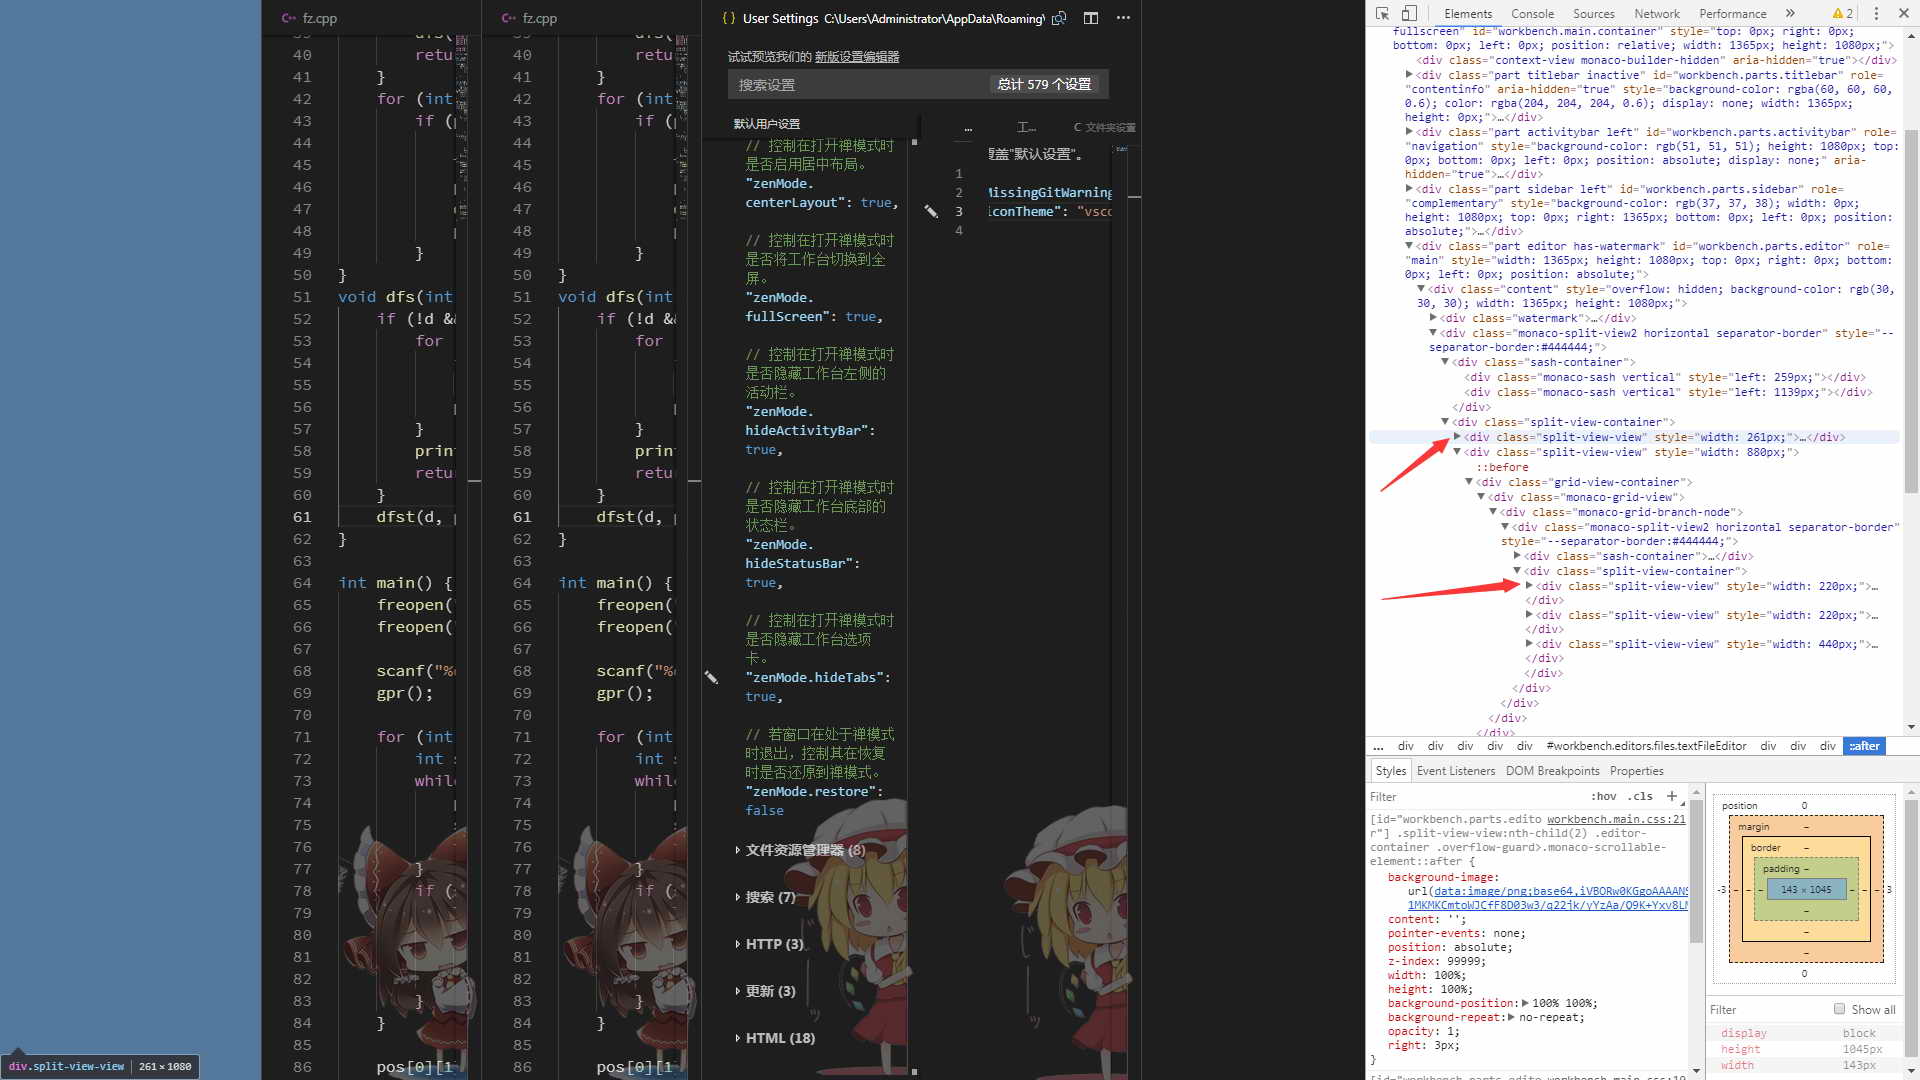 fz.cpp
40 retu
41 }
42 for (int
43 if (
44
45
46
47
48
49 }
50 }
51 void dfs(int
52 if (!d &&
53 for
54
55
56
57 }
58 prin
59 retu
60 }
61 dfst(d,
62 }
63
64 int main() {
65 freopen("
66 freopen("
67
68 scanf("%
69 gpr();
70
71 for (int
72 int
73 while
74
75
76
77 }
78 if (
79
80
81
82
83 }
84 }
86 pos[0][1
fz.cpp
40 retu
41 }
42 for (int
43 if (
44
45
46
47
48
49 }
50 }
51 void dfs(int
52 if (!d &&
53 for
54
55
56
57 }
58 prin
59 retu
60 }
61 dfst(d,
62 }
63
64 int main() {
65 freopen("
66 freopen("
67
68 scanf("%
69 gpr();
70
71 for (int
72 int
73 while
74
75
76
77 }
78 if (
79
80
81
82
83 }
84 }
86 pos[0][1
div.split-view-view | 261 × 1080
{ } User Settings C:\Users\Administrator\AppData\Roaming\
试试预览我们的 新版设置编辑器
搜索设置 总计 579 个设置
默认用户设置
// 控制在打开禅模式时
是否启用居中布局。
"zenMode.
centerLayout": true,
// 控制在打开禅模式时
是否将工作台切换到全
屏。
"zenMode.
fullScreen": true,
// 控制在打开禅模式时
是否隐藏工作台左侧的
活动栏。
"zenMode.
hideActivityBar":
true,
// 控制在打开禅模式时
是否隐藏工作台底部的
状态栏。
"zenMode.
hideStatusBar":
true,
// 控制在打开禅模式时
是否隐藏工作台选项
卡。
"zenMode.hideTabs":
true,
// 若窗口在处于禅模式
时退出，控制其在恢复
时是否还原到禅模式。
"zenMode.restore":
false
文件资源管理器 (8)
搜索 (7)
HTTP (3)
更新 (3)
HTML (18)
... 工... 文件夹设置
覆盖"默认设置"。
1
2 MissingGitWarning
3 iconTheme": "vsco
4
Elements Console Sources Network Performance » 2
fullscreen" id="workbench.main.container" style="top: 0px; right: 0px;
bottom: 0px; left: 0px; position: relative; width: 1365px; height: 1080px;">
<div class="context-view monaco-builder-hidden" aria-hidden="true"></div>
<div class="part titlebar inactive" id="workbench.parts.titlebar" role=
"contentinfo" aria-hidden="true" style="background-color: rgba(60, 60, 60,
0.6); color: rgba(204, 204, 204, 0.6); display: none; width: 1365px;
height: 0px;">…</div>
<div class="part activitybar left" id="workbench.parts.activitybar" role=
"navigation" style="background-color: rgb(51, 51, 51); height: 1080px; top:
0px; bottom: 0px; left: 0px; position: absolute; display: none;" aria-
hidden="true">…</div>
<div class="part sidebar left" id="workbench.parts.sidebar" role=
"complementary" style="background-color: rgb(37, 37, 38); width: 0px;
height: 1080px; top: 0px; right: 1365px; bottom: 0px; left: 0px; position:
absolute;">…</div>
<div class="part editor has-watermark" id="workbench.parts.editor" role=
"main" style="width: 1365px; height: 1080px; top: 0px; right: 0px; bottom:
0px; left: 0px; position: absolute;">
<div class="content" style="overflow: hidden; background-color: rgb(30,
30, 30); width: 1365px; height: 1080px;">
<div class="watermark">…</div>
<div class="monaco-split-view2 horizontal separator-border" style="--
separator-border:#444444;">
<div class="sash-container">
<div class="monaco-sash vertical" style="left: 259px;"></div>
<div class="monaco-sash vertical" style="left: 1139px;"></div>
</div>
<div class="split-view-container">
<div class="split-view-view" style="width: 261px;">…</div>
<div class="split-view-view" style="width: 880px;">
::before
<div class="grid-view-container">
<div class="monaco-grid-view">
<div class="monaco-grid-branch-node">
<div class="monaco-split-view2 horizontal separator-border"
style="--separator-border:#444444;">
<div class="sash-container">…</div>
<div class="split-view-container">
<div class="split-view-view" style="width: 220px;">…
</div>
<div class="split-view-view" style="width: 220px;">…
</div>
<div class="split-view-view" style="width: 440px;">…
</div>
</div>
</div>
</div>
</div>
</div>
... div div div div div #workbench.editors.files.textFileEditor div div div ::after
Styles Event Listeners DOM Breakpoints Properties
Filter :hov .cls +
[id="workbench.parts.edito workbench.main.css:21
r"] .split-view-view:nth-child(2) .editor-
container .overflow-guard>.monaco-scrollable-
element::after {
background-image:
url(data:image/png;base64,iVBORw0KGgoAAAANS
1MKMKCmtoWJCfF8D03w3/q22jk/yYzAa/O9K+Yxv8LM
content: '';
pointer-events: none;
position: absolute;
z-index: 99999;
width: 100%;
height: 100%;
background-position: 100% 100%;
background-repeat: no-repeat;
opacity: 1;
right: 3px;
}
position 0
margin –
border –
padding –
-3 – – – 143 × 1045 – – – 3
–
–
–
0
Filter Show all
display block
height 1045px
width 143px